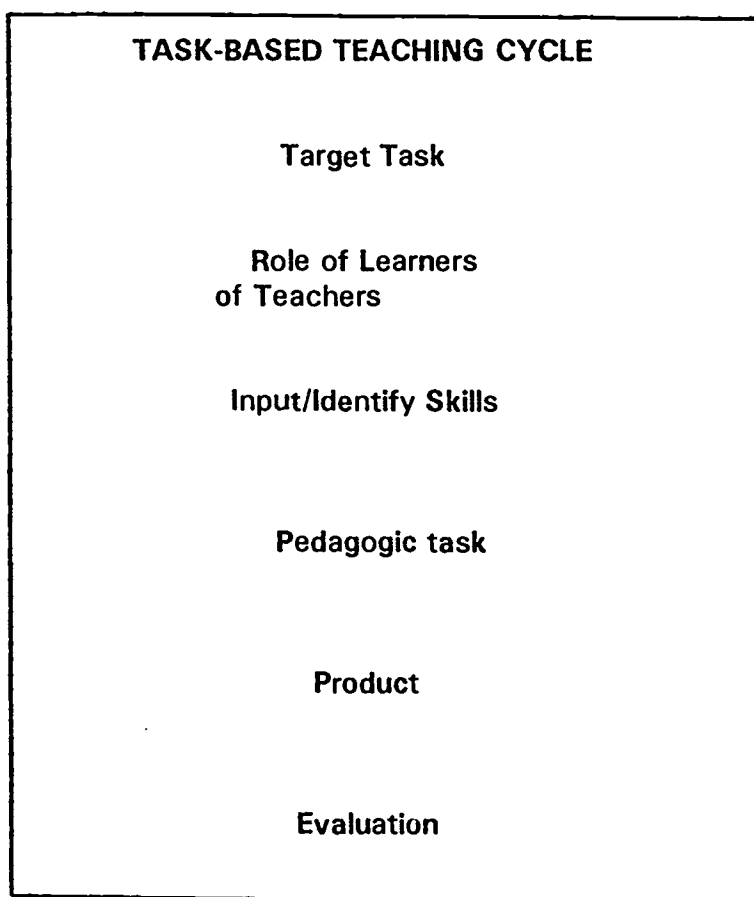 TASK-BASED TEACHING CYCLE
Target Task
Role of Learners
of Teachers
Input/Identify Skills
Pedagogic task
Product
Evaluation